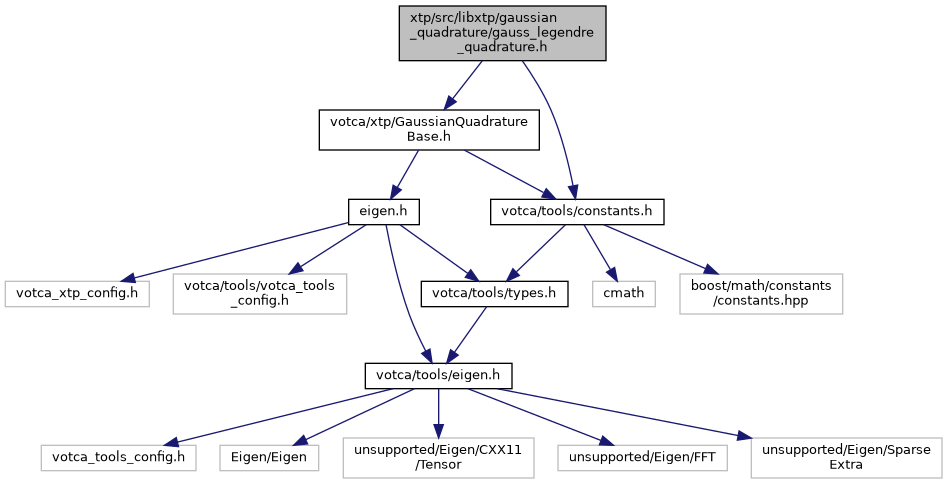 xtp/src/libxtp/gaussian
_quadrature/gauss_legendre
_quadrature.h
votca/xtp/GaussianQuadrature
Base.h
eigen.h
votca/tools/constants.h
votca_xtp_config.h
votca/tools/votca_tools
_config.h
votca/tools/types.h
cmath
boost/math/constants
/constants.hpp
votca/tools/eigen.h
votca_tools_config.h
Eigen/Eigen
unsupported/Eigen/CXX11
/Tensor
unsupported/Eigen/FFT
unsupported/Eigen/Sparse
Extra